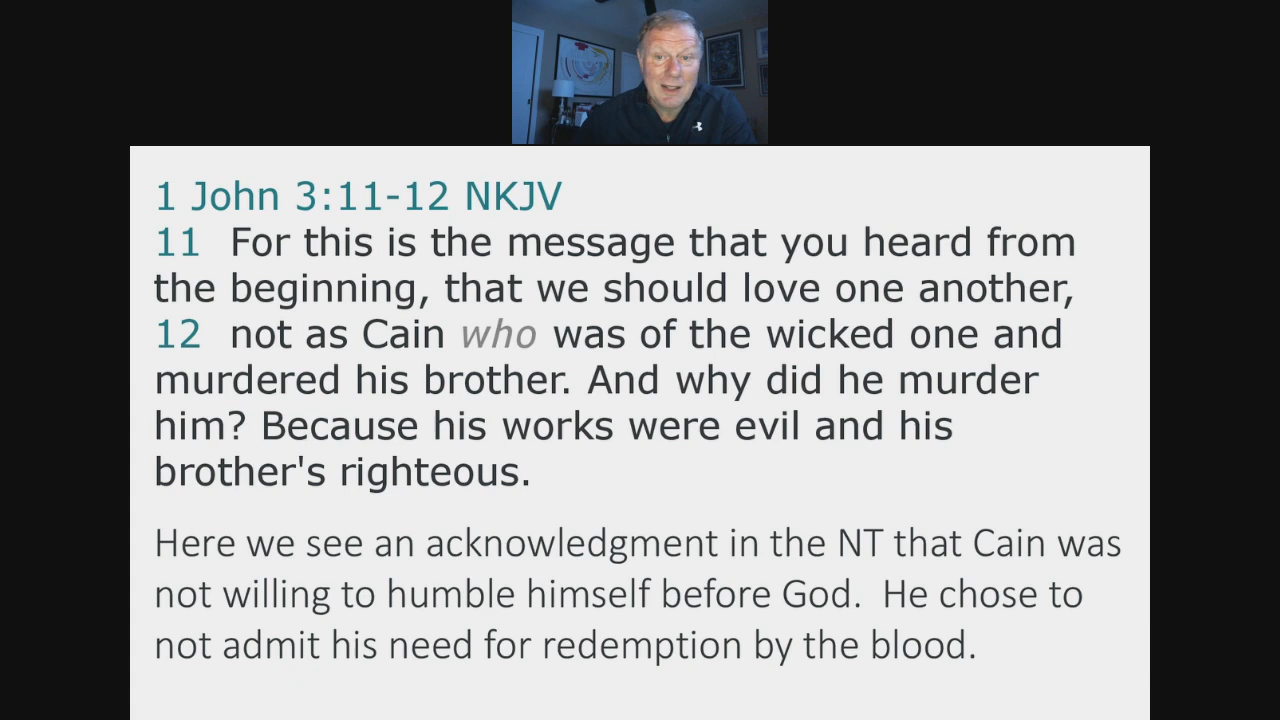 1 John 3:11-12 NKJV
11 For this is the message that you heard from
the beginning, that we should love one another,
12 not as Cain who was of the wicked one and
murdered his brother. And why did he murder
him? Because his works were evil and his
brother's righteous.
Here we see an acknowledgment in the NT that Cain was
not willing to humble himself before God. He chose to
not admit his need for redemption by the blood.